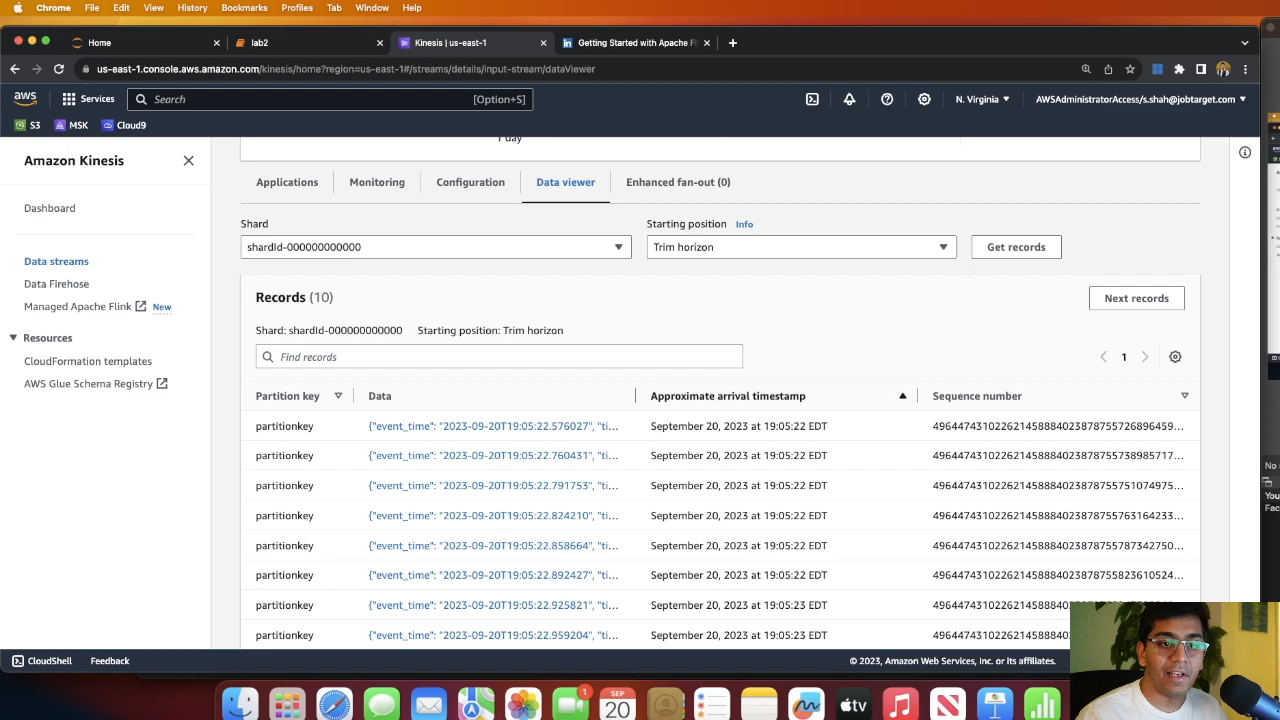 Chrome File Edit View History Bookmarks Profiles Tab Window Help
Home lab2 Kinesis | us-east-1 Getting Started with Apache Fl
us-east-1.console.aws.amazon.com/kinesis/home?region=us-east-1#/streams/details/input-stream/dataViewer
aws Services Search [Option+S] N. Virginia AWSAdministratorAccess/s.shah@jobtarget.com
S3 MSK Cloud9
1 day
Amazon Kinesis
Dashboard
Data streams
Data Firehose
Managed Apache Flink New
Resources
CloudFormation templates
AWS Glue Schema Registry
Applications Monitoring Configuration Data viewer Enhanced fan-out (0)
Shard Starting position Info
shardId-000000000000 Trim horizon Get records
Records (10) Next records
Shard: shardId-000000000000 Starting position: Trim horizon
Find records 1
Partition key Data Approximate arrival timestamp Sequence number
partitionkey {"event_time": "2023-09-20T19:05:22.576027", "ti... September 20, 2023 at 19:05:22 EDT
partitionkey {"event_time": "2023-09-20T19:05:22.760431", "ti... September 20, 2023 at 19:05:22 EDT
partitionkey {"event_time": "2023-09-20T19:05:22.791753", "ti... September 20, 2023 at 19:05:22 EDT
partitionkey {"event_time": "2023-09-20T19:05:22.824210", "ti... September 20, 2023 at 19:05:22 EDT
partitionkey {"event_time": "2023-09-20T19:05:22.858664", "ti... September 20, 2023 at 19:05:22 EDT
partitionkey {"event_time": "2023-09-20T19:05:22.892427", "ti... September 20, 2023 at 19:05:22 EDT
partitionkey {"event_time": "2023-09-20T19:05:22.925821", "ti... September 20, 2023 at 19:05:23 EDT
partitionkey {"event_time": "2023-09-20T19:05:22.959204", "ti... September 20, 2023 at 19:05:23 EDT
CloudShell Feedback © 2023, Amazon Web Services, Inc. or its affiliates.
No
You
Fac
1
SEP
20
tv